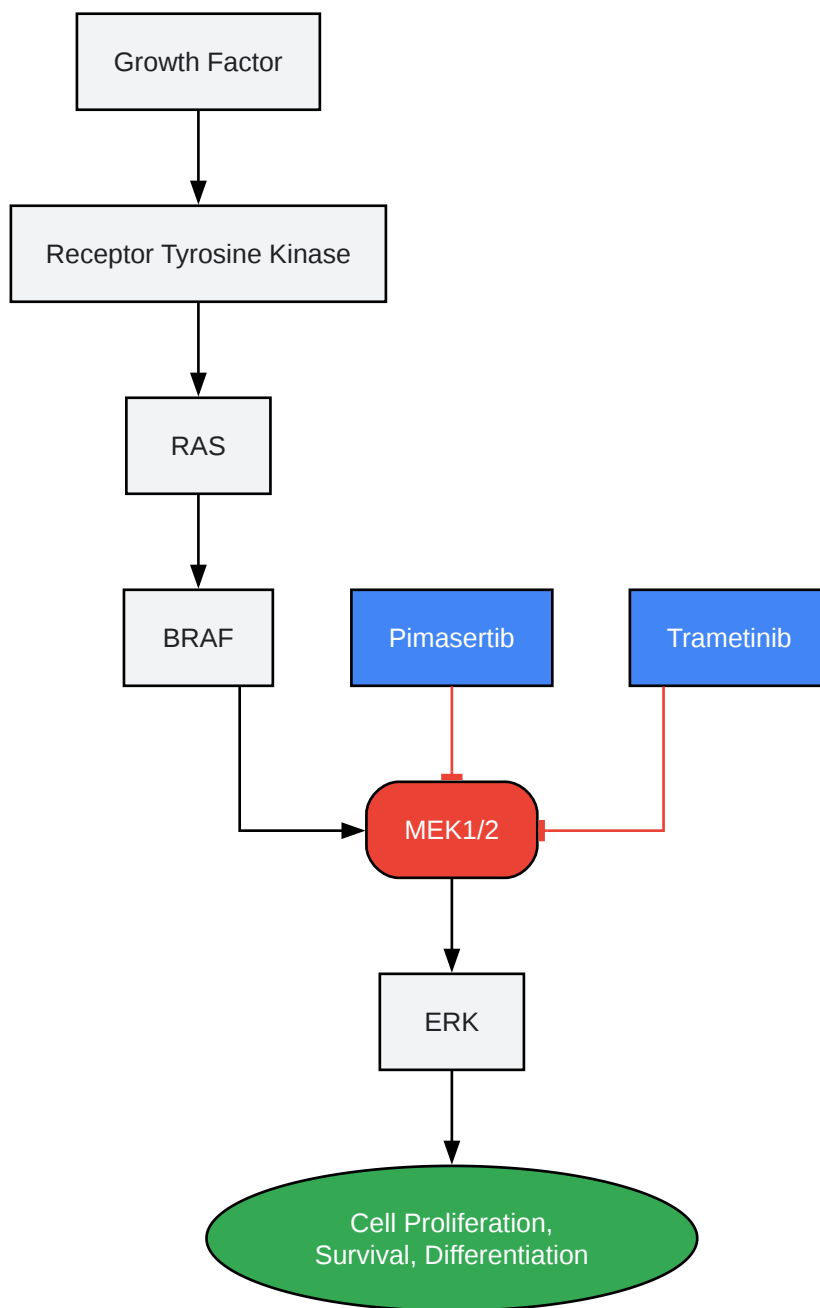 Growth Factor
Receptor Tyrosine Kinase
RAS
BRAF
Pimasertib
Trametinib
MEK1/2
ERK
Cell Proliferation,
Survival, Differentiation